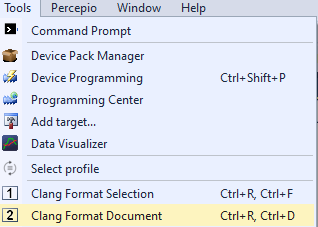 Tools Percepio Window Help
Command Prompt
Device Pack Manager
Device Programming Ctrl+Shift+P
Programming Center
Add target...
Data Visualizer
Select profile
1 Clang Format Selection Ctrl+R, Ctrl+F
2 Clang Format Document Ctrl+R, Ctrl+D